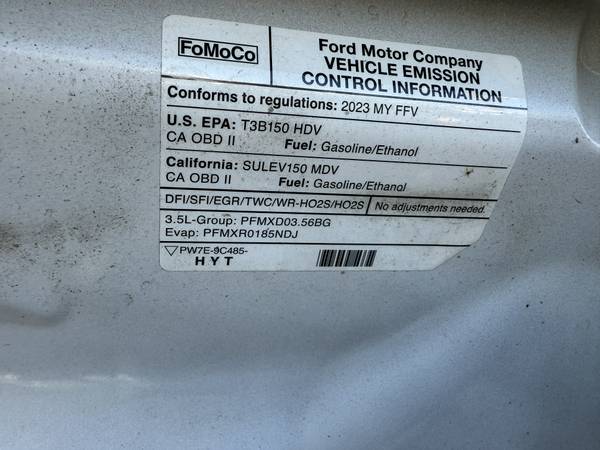 FoMoCo
Ford Motor Company
VEHICLE EMISSION
CONTROL INFORMATION
Conforms to regulations: 2023 MY FFV
U.S. EPA: T3B150 HDV
CA OBD II Fuel: Gasoline/Ethanol
California: SULEV150 MDV
CA OBD II Fuel: Gasoline/Ethanol
DFI/SFI/EGR/TWC/WR-HO2S/HO2S No adjustments needed.
3.5L-Group: PFMXD03.56BG
Evap: PFMXR0185NDJ
PW7E-9C485-
HYT